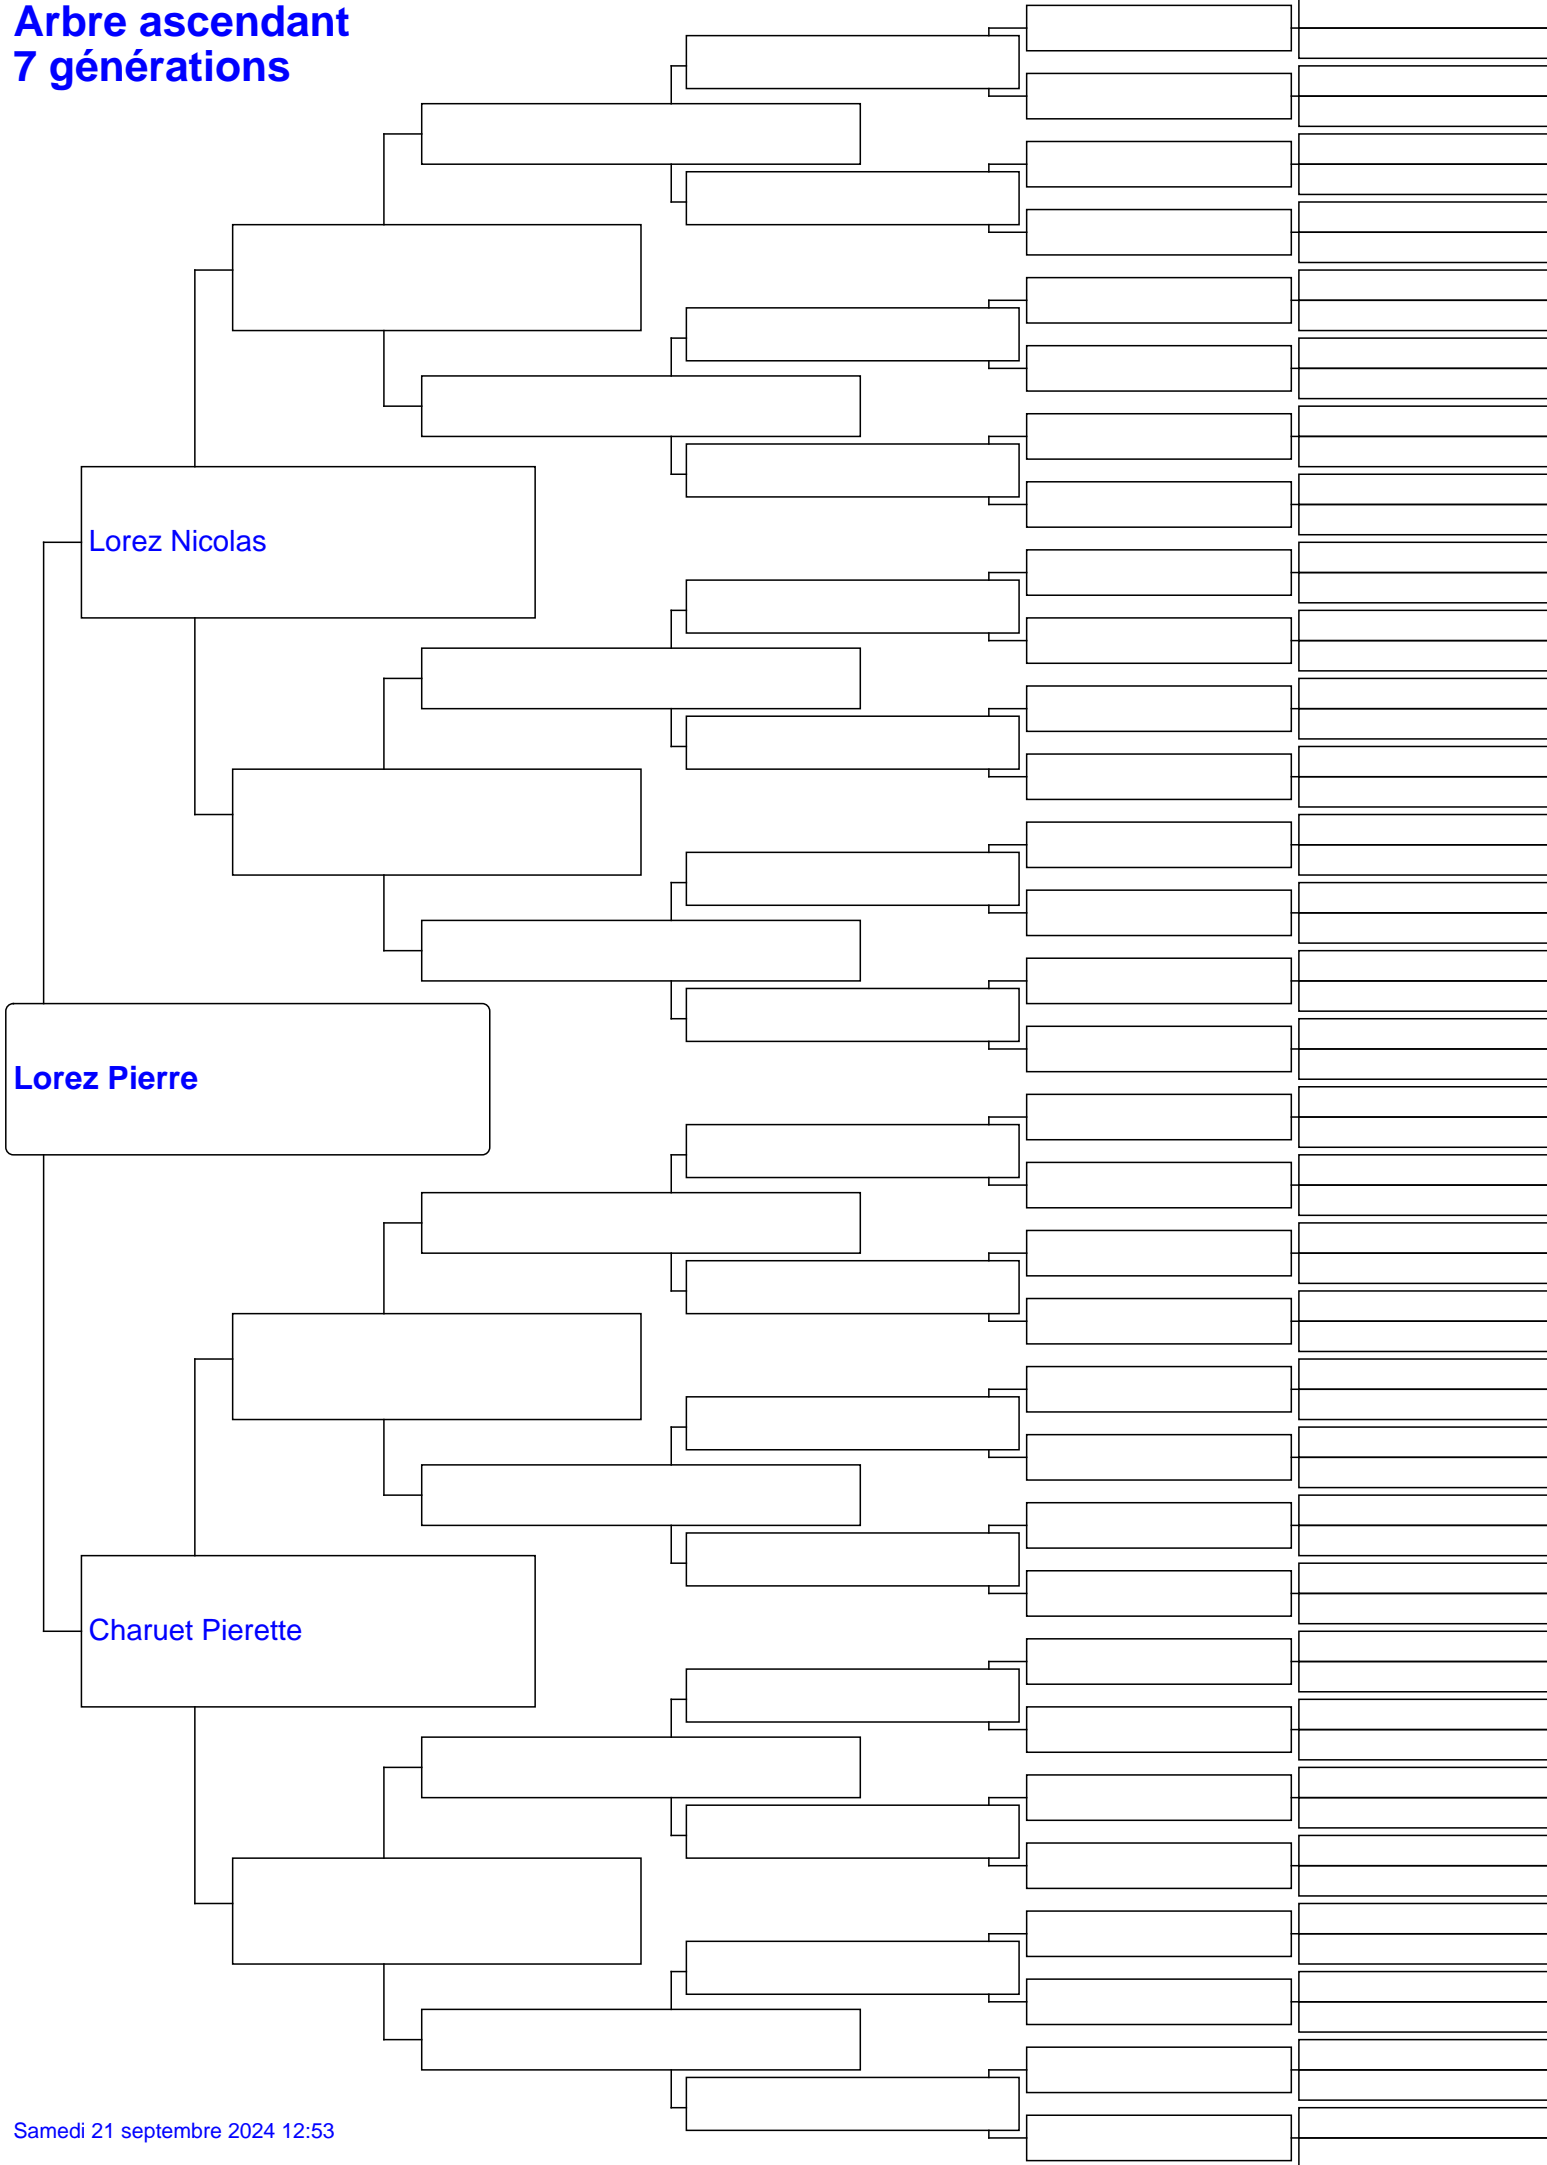 Arbre ascendant
7 générations
Lorez Nicolas
Lorez Pierre
Charuet Pierette
Samedi 21 septembre 2024 12:53